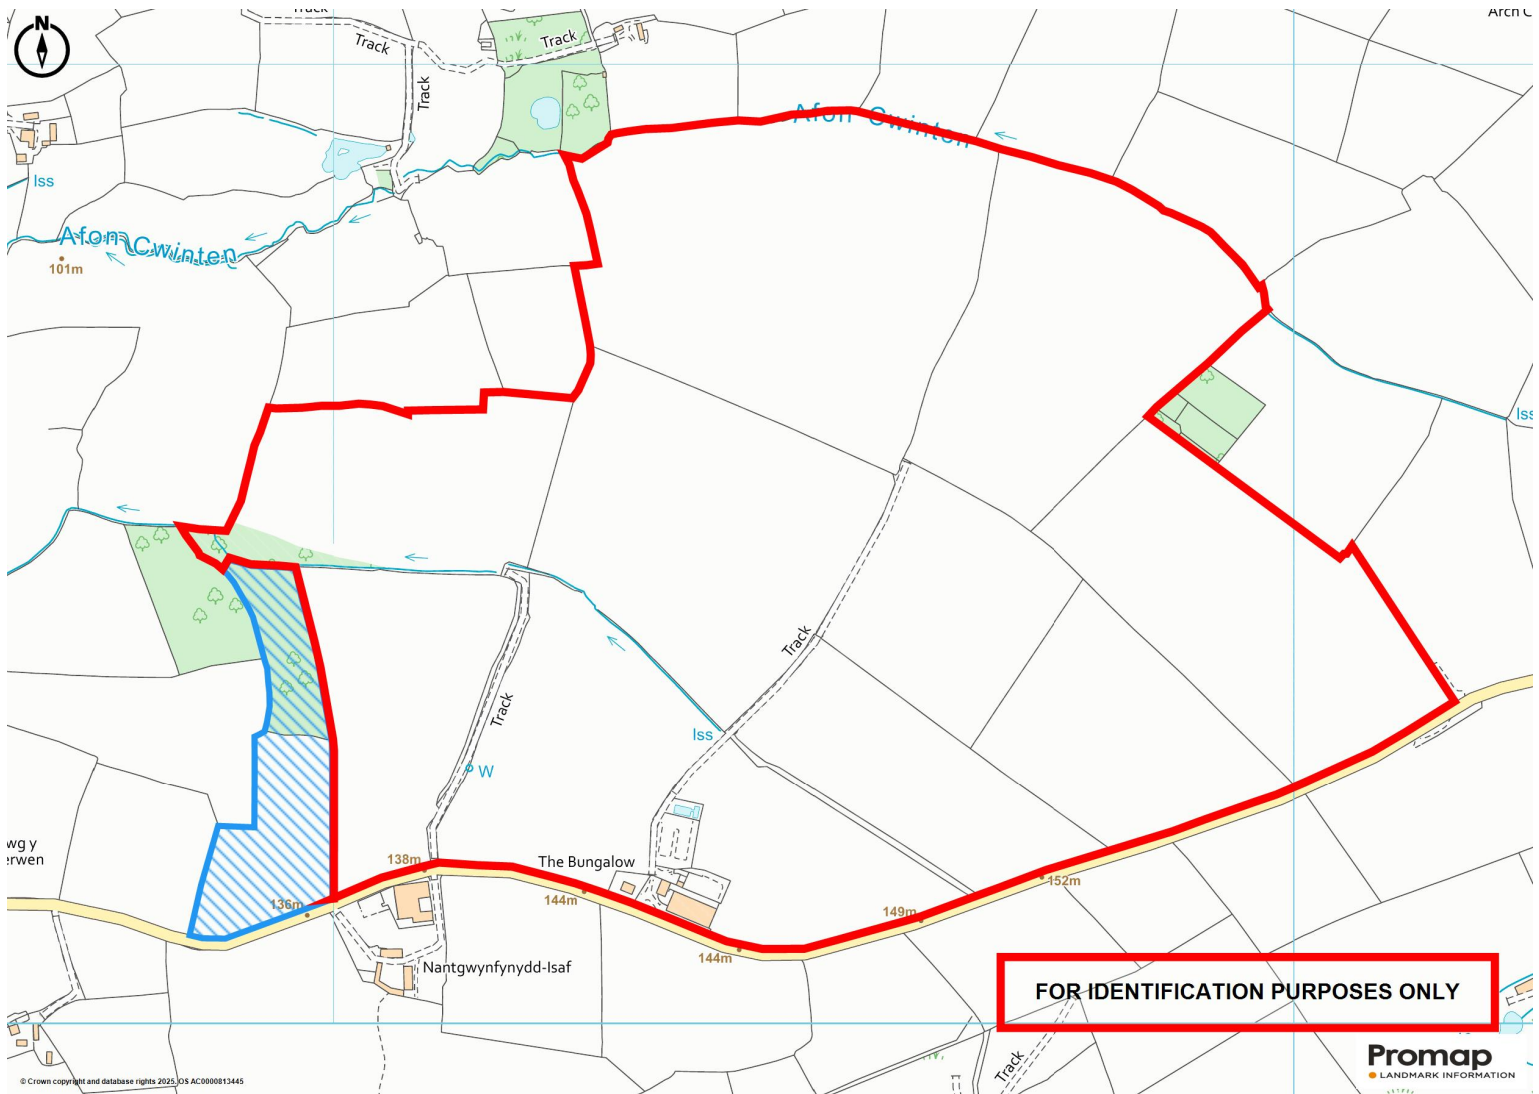 N
Track
Track
Track
Track
Arch C
Afon Cwinten
Iss
Afon Cwinten
101m
Iss
Track
Track
Iss
W
wg y
erwen
138m
The Bungalow
136m
144m
152m
149m
144m
Nantgwynfynydd-Isaf
FOR IDENTIFICATION PURPOSES ONLY
Track
Promap
LANDMARK INFORMATION
© Crown copyright and database rights 2025. OS AC0000813445